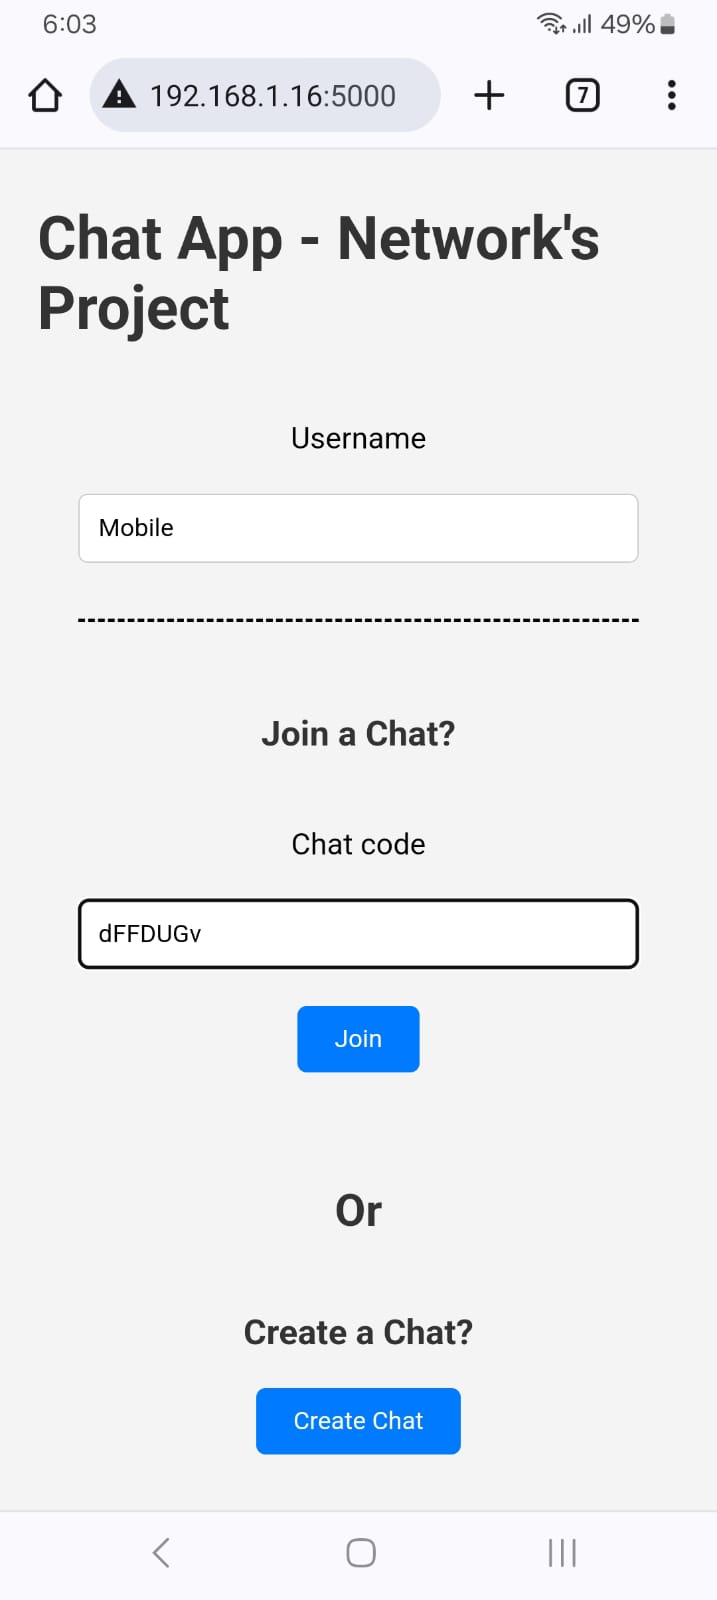 6:03
49%
192.168.1.16:5000
7
Chat App - Network's
Project
Username
Mobile
--------------------------------------------------------
Join a Chat?
Chat code
dFFDUGv
Join
Or
Create a Chat?
Create Chat